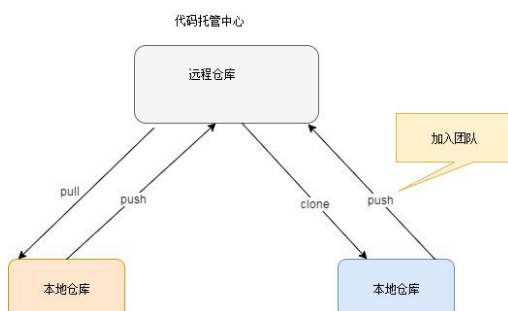 代码托管中心
远程仓库
加入团队
pull
push
clone
push
本地仓库
本地仓库